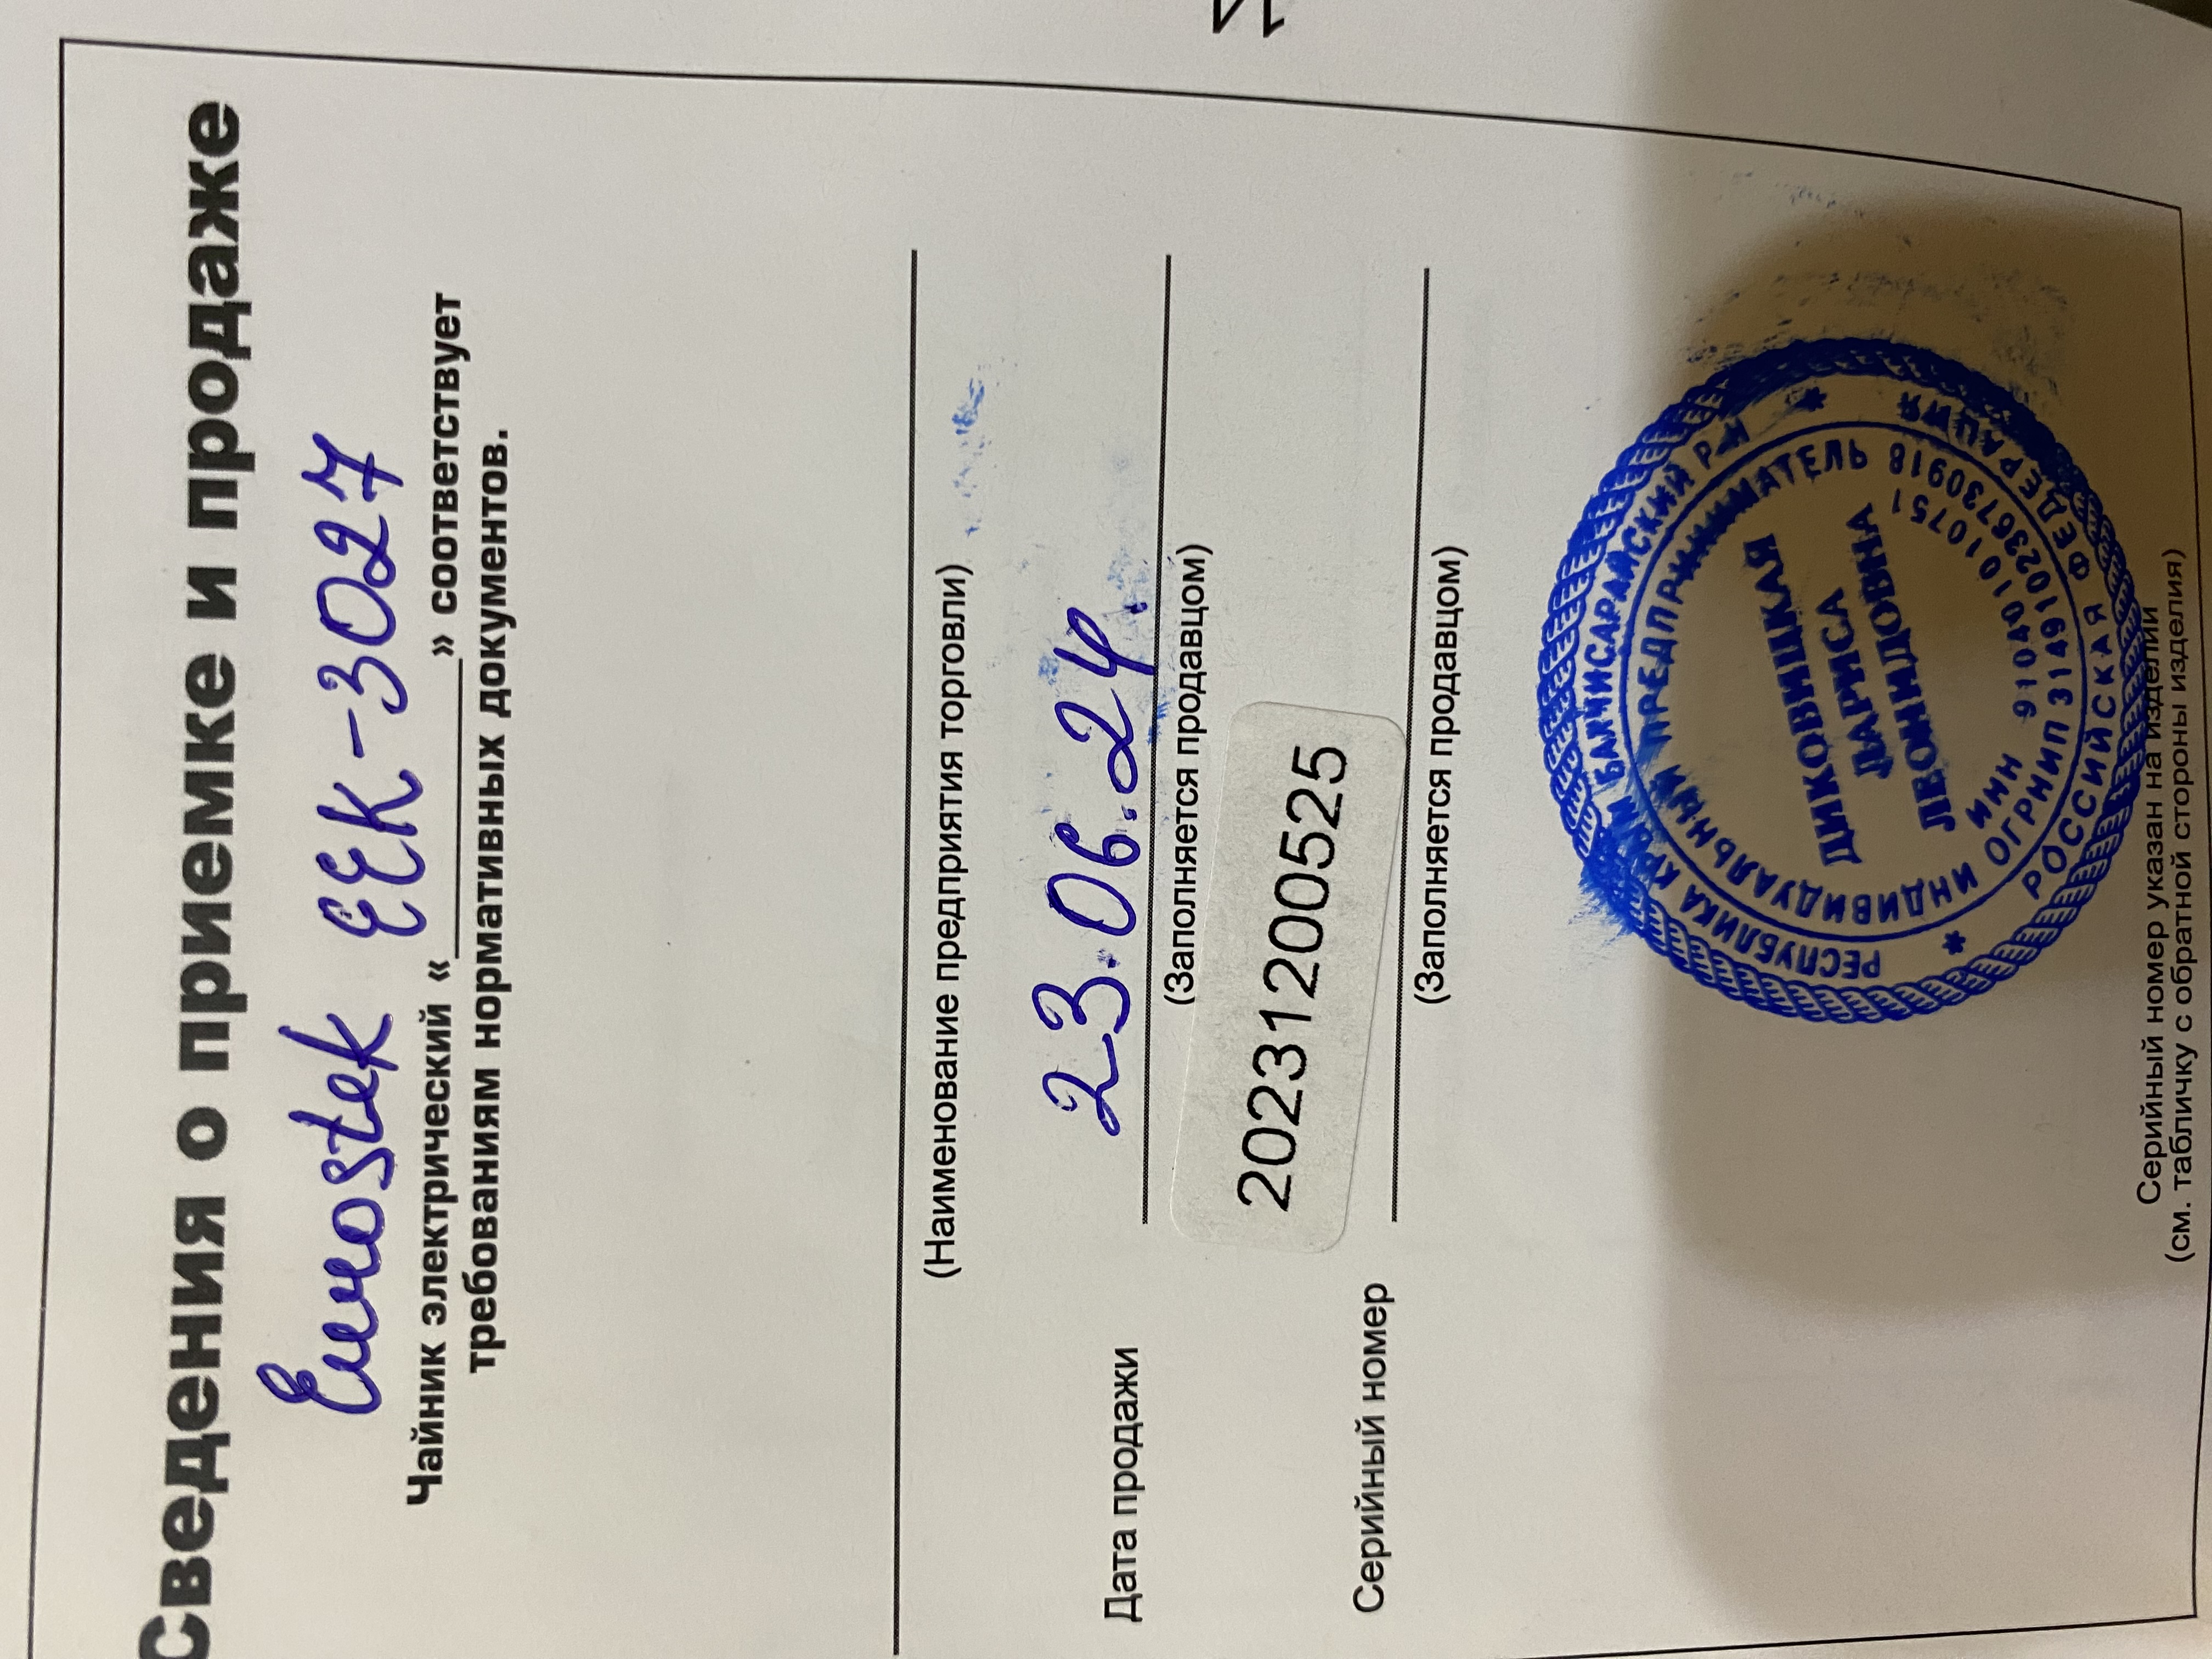 Сведения о приемке и продаже
Eurostek EEK-3027
Чайник электрический «» соответствует
требованиям нормативных документов.
(Наименование предприятия торговли)
Дата продажи 23.06.24.
(Заполняется продавцом)
20231200525
Серийный номер
(Заполняется продавцом)
РЕСПУБЛИКА КРЫМ БАХЧИСАРАЙСКИЙ Р-Н
РОССИЙСКАЯ ФЕДЕРАЦИЯ
ИНДИВИДУАЛЬНЫЙ ПРЕДПРИНИМАТЕЛЬ
ОГРНИП 314910236730918
ИНН 910401010751
ДИКОВИЦКАЯ
ЛАРИСА
ЛЕОНИДОВНА
Серийный номер указан на изделии
(см. табличку с обратной стороны изделия)